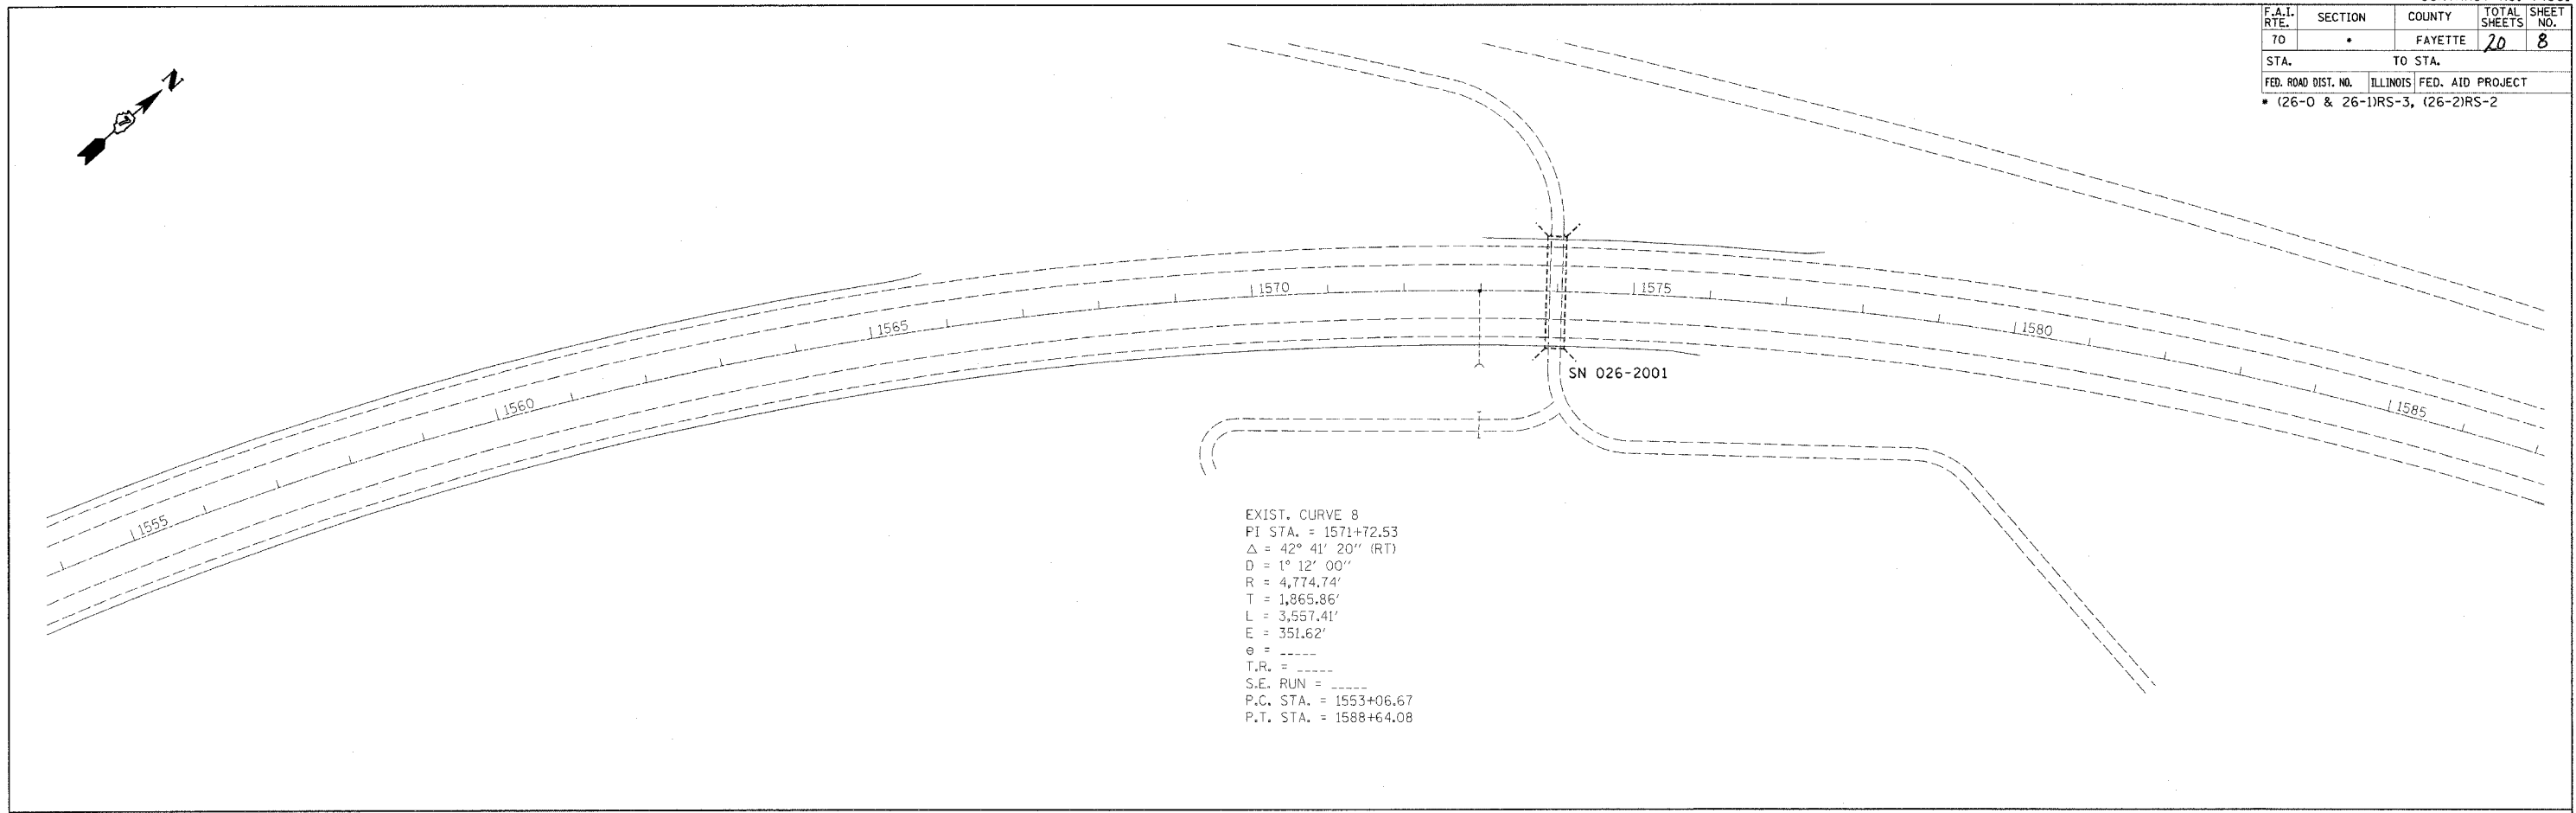 F.A.I. RTE. SECTION COUNTY TOTAL SHEETS SHEET NO.
70 * FAYETTE 20 8
STA. TO STA.
FED. ROAD DIST. NO. ILLINOIS FED. AID PROJECT
* (26-0 & 26-1)RS-3, (26-2)RS-2
N
1555
1560
1565
1570
1575
1580
1585
SN 026-2001
EXIST. CURVE 8
PI STA. = 1571+72.53
△ = 42° 41' 20" (RT)
D = 1° 12' 00"
R = 4,774.74'
T = 1,865.86'
L = 3,557.41'
E = 351.62'
e = _____
T.R. = _____
S.E. RUN = _____
P.C. STA. = 1553+06.67
P.T. STA. = 1588+64.08